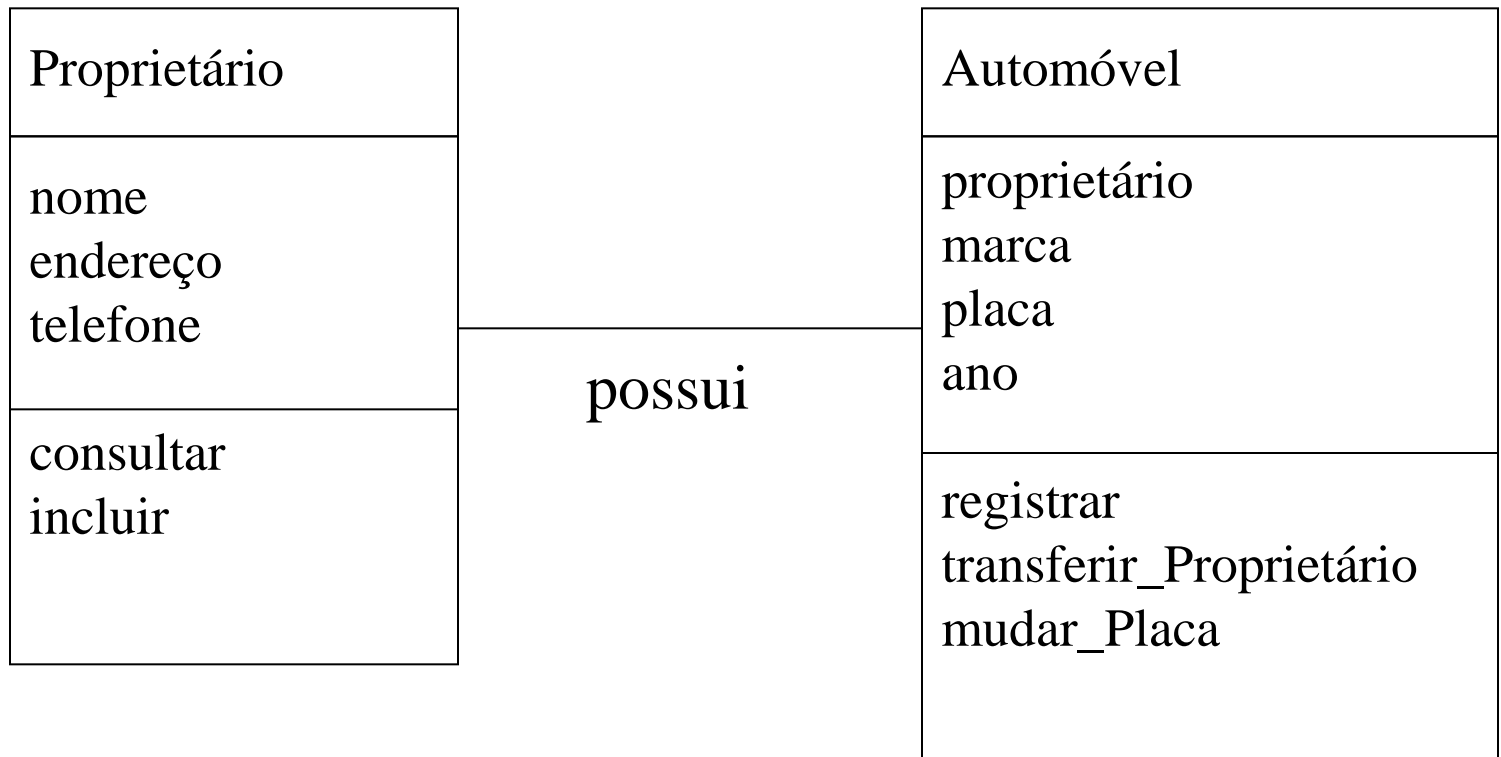 Proprietário
nome
endereço
telefone
consultar
incluir
possui
Automóvel
proprietário
marca
placa
ano
registrar
transferir_Proprietário
mudar_Placa